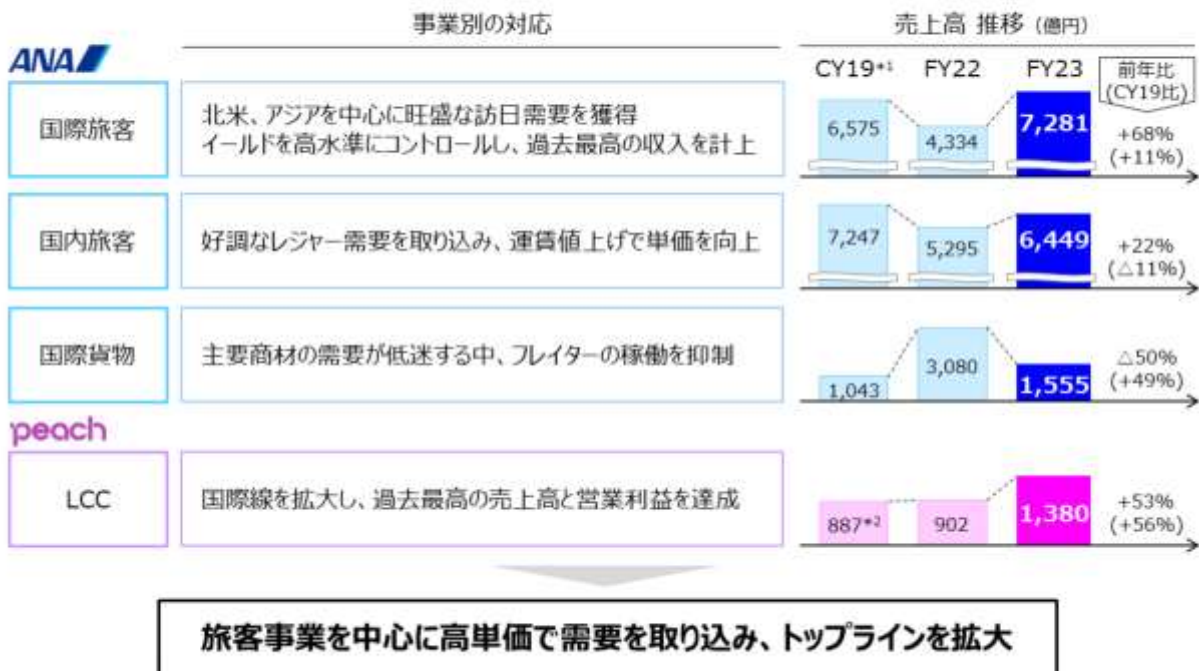 事業別の対応
売上高 推移 (億円)
ANA
CY19*1 FY22 FY23 前年比
(CY19比)
国際旅客
北米、アジアを中心に旺盛な訪日需要を獲得
イールドを高水準にコントロールし、過去最高の収入を計上
6,575 4,334 7,281 +68%
(+11%)
国内旅客
好調なレジャー需要を取り込み、運賃値上げで単価を向上
7,247 5,295 6,449 +22%
(△11%)
国際貨物
主要商材の需要が低迷する中、フレイターの稼働を抑制
1,043 3,080 1,555 △50%
(+49%)
peach
LCC
国際線を拡大し、過去最高の売上高と営業利益を達成
887*2 902 1,380 +53%
(+56%)
旅客事業を中心に高単価で需要を取り込み、トップラインを拡大